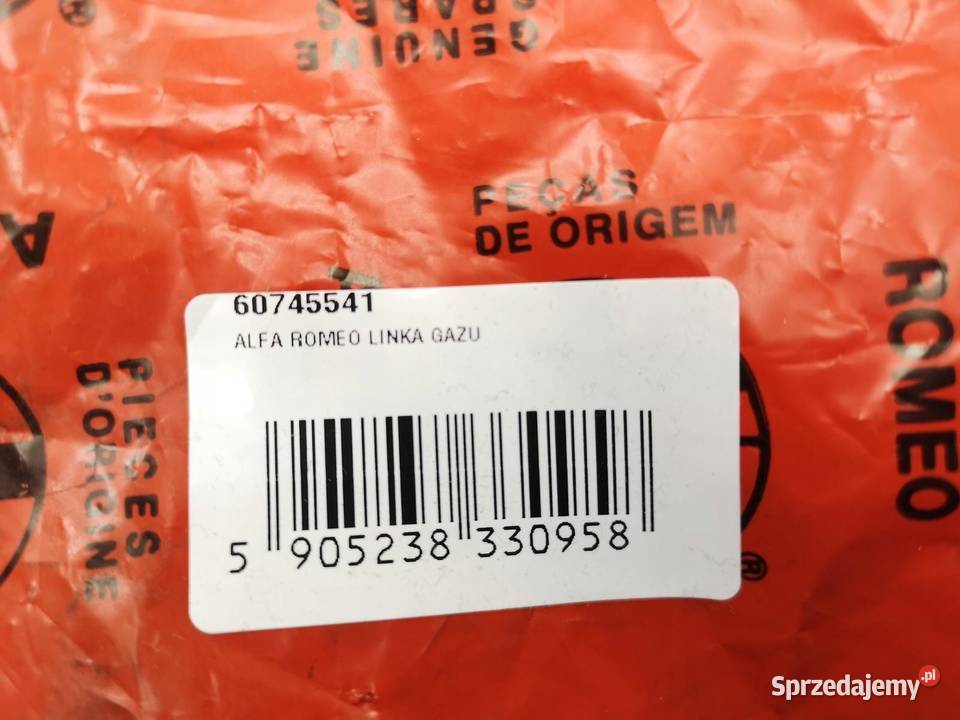 GENUINE
SPARES
PEÇAS
DE ORIGEM
ROMEO
A
PIECES
D'ORIGINE
60745541
ALFA ROMEO LINKA GAZU
5 905238 330958
®
®
Sprzedajemy.pl